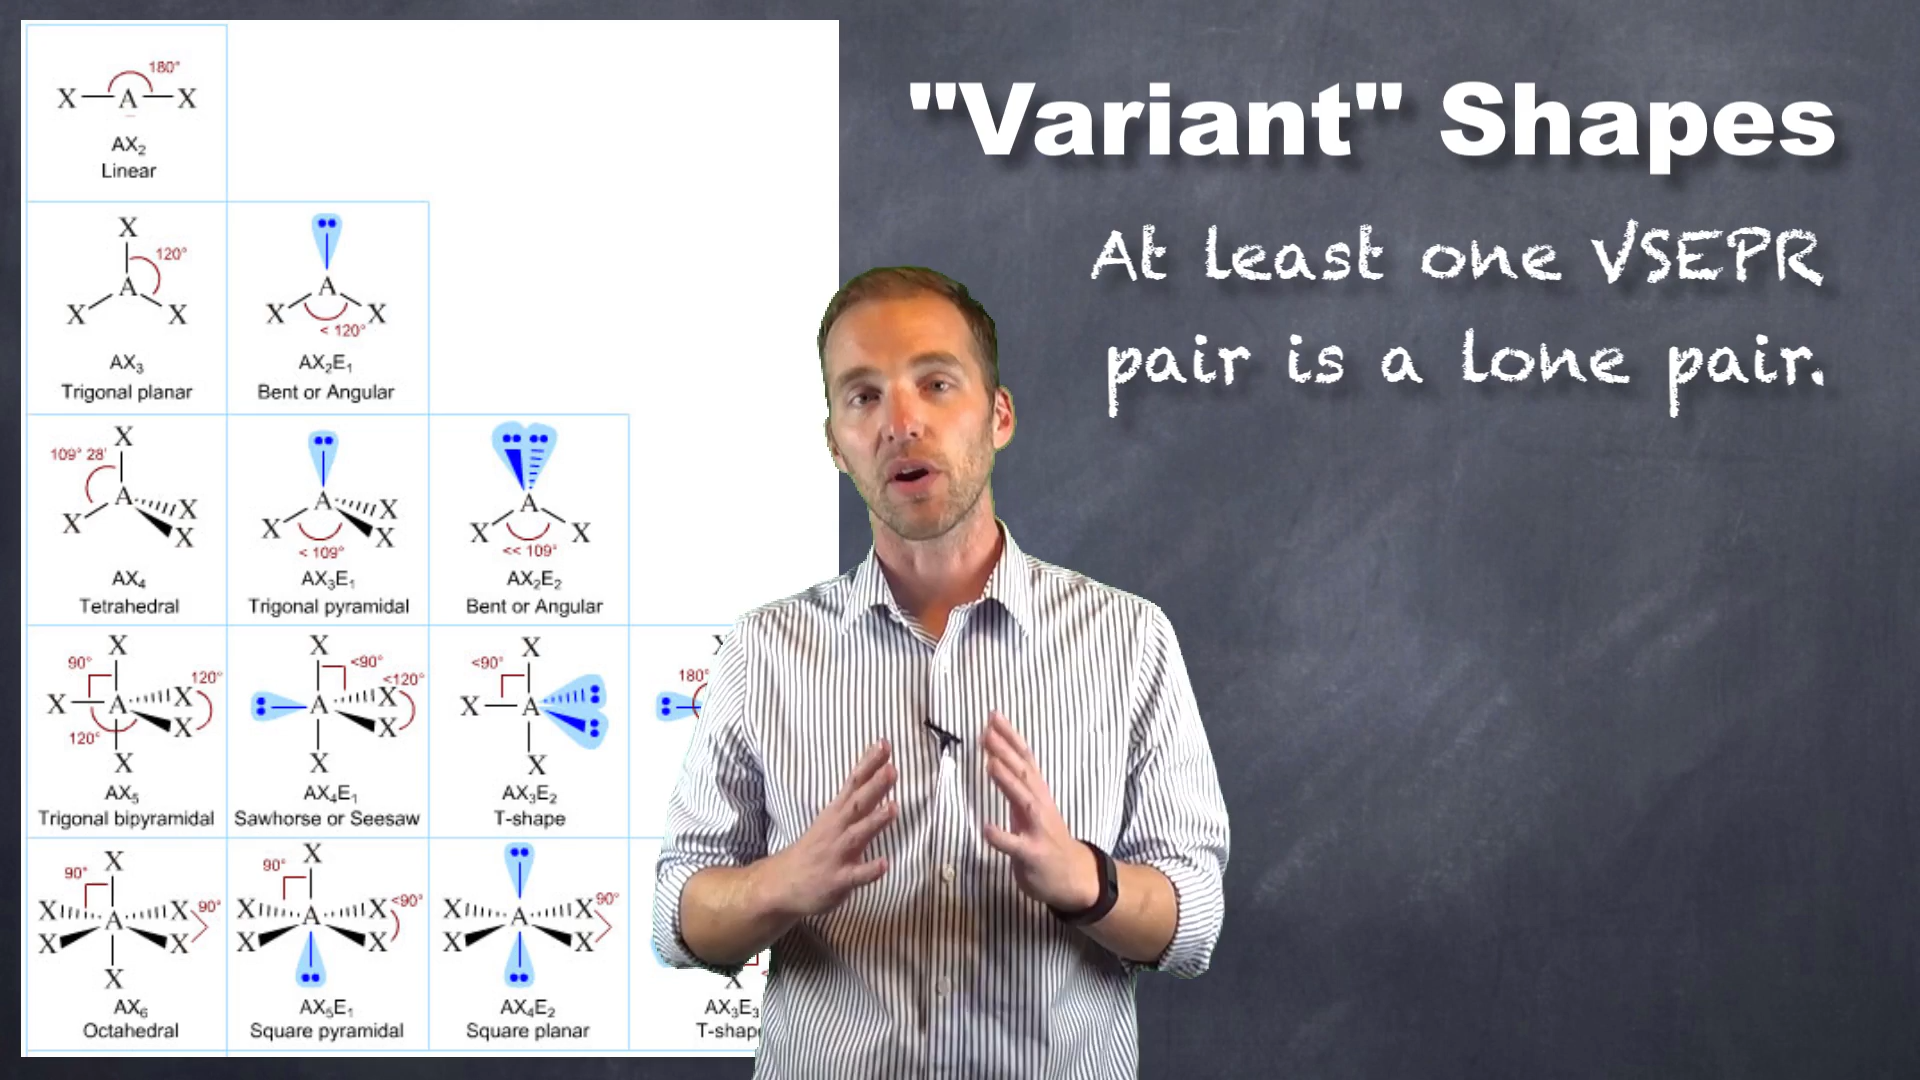 "Variant" Shapes
At least one VSEPR
pair is a lone pair.
180°
X A X
AX₂
Linear
X
120°
A
X X
AX₃
Trigonal planar
A
X X
< 120°
AX₂E₁
Bent or Angular
X
109° 28'
A
X X
X
AX₄
Tetrahedral
A X
X X
< 109°
AX₃E₁
Trigonal pyramidal
A
X X
<< 109°
AX₂E₂
Bent or Angular
X
90°
120°
X A X
X
120°
X
AX₅
Trigonal bipyramidal
X
<90°
<120°
A X
X
X
AX₄E₁
Sawhorse or Seesaw
X
<90°
X A
X
AX₃E₂
T-shape
180°
X
90°
X A X 90°
X X
X
AX₆
Octahedral
X
90°
X A X <90°
X X
AX₅E₁
Square pyramidal
X A X 90°
X X
AX₄E₂
Square planar
X
AX₃E₃
T-shape